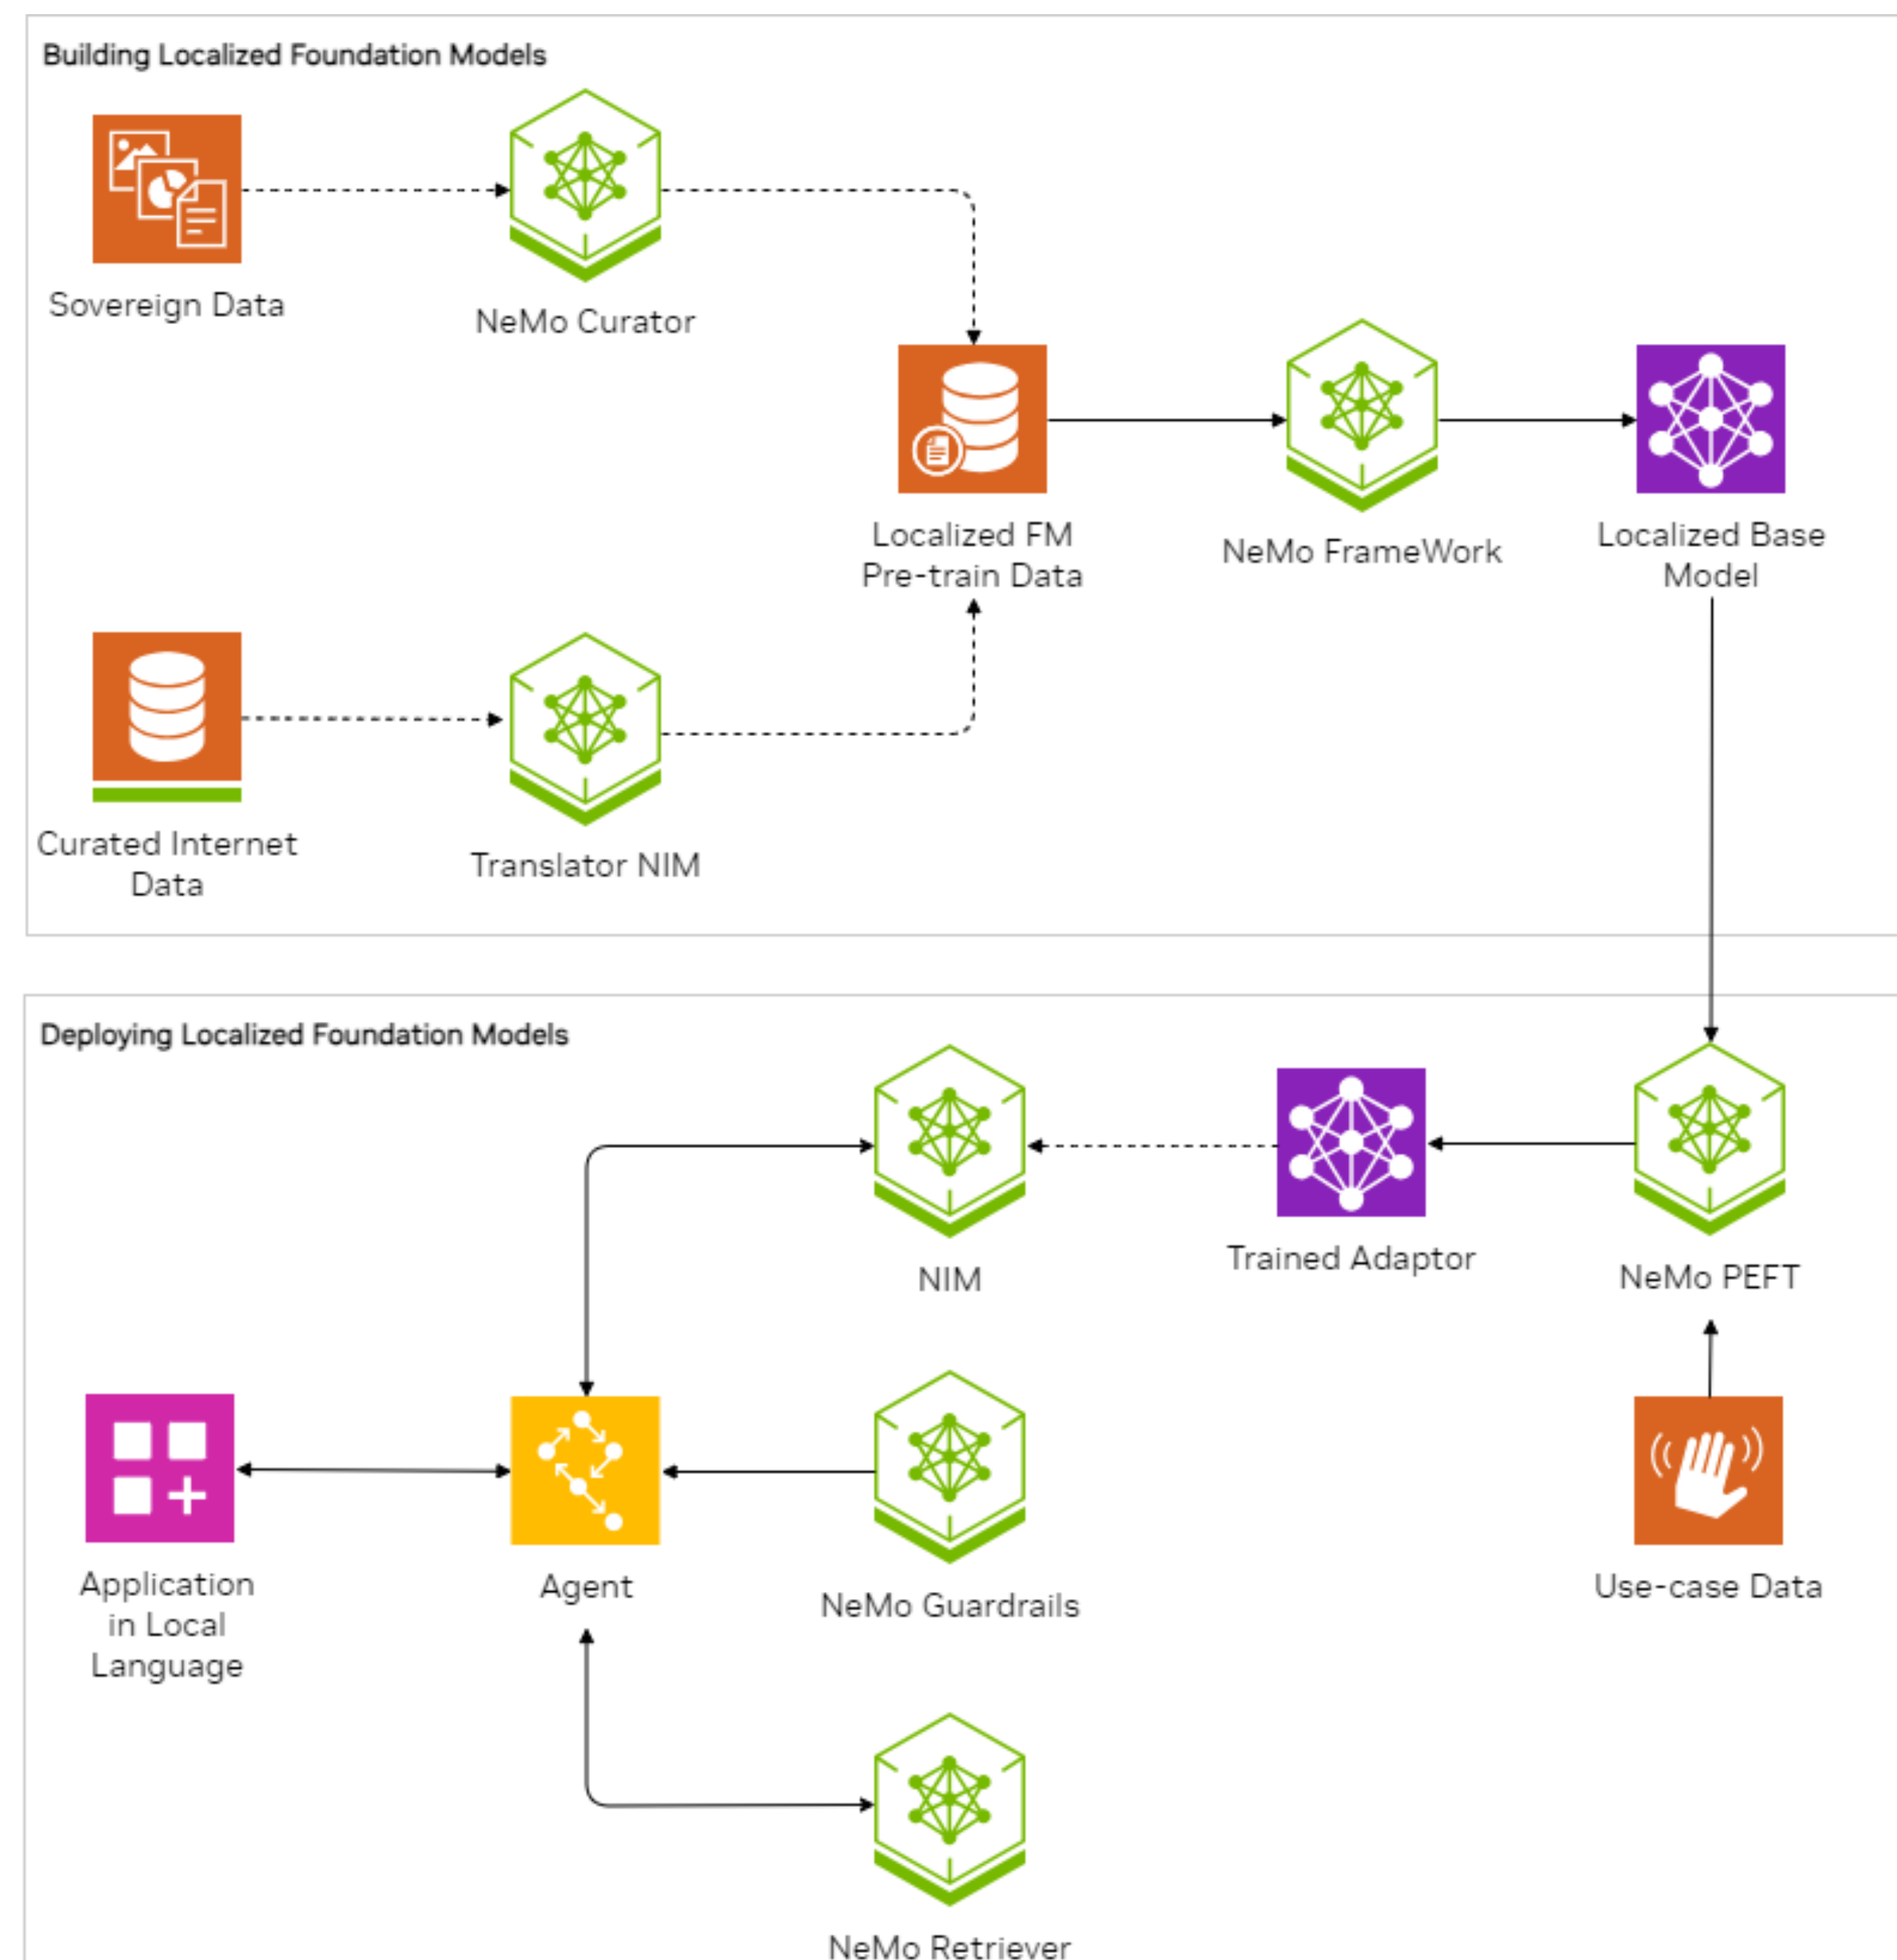 Building Localized Foundation Models
Sovereign Data
NeMo Curator
Localized FM
Pre-train Data
NeMo FrameWork
Localized Base
Model
Curated Internet
Data
Translator NIM
Deploying Localized Foundation Models
NIM
Trained Adaptor
NeMo PEFT
Application
in Local
Language
Agent
NeMo Guardrails
Use-case Data
NeMo Retriever